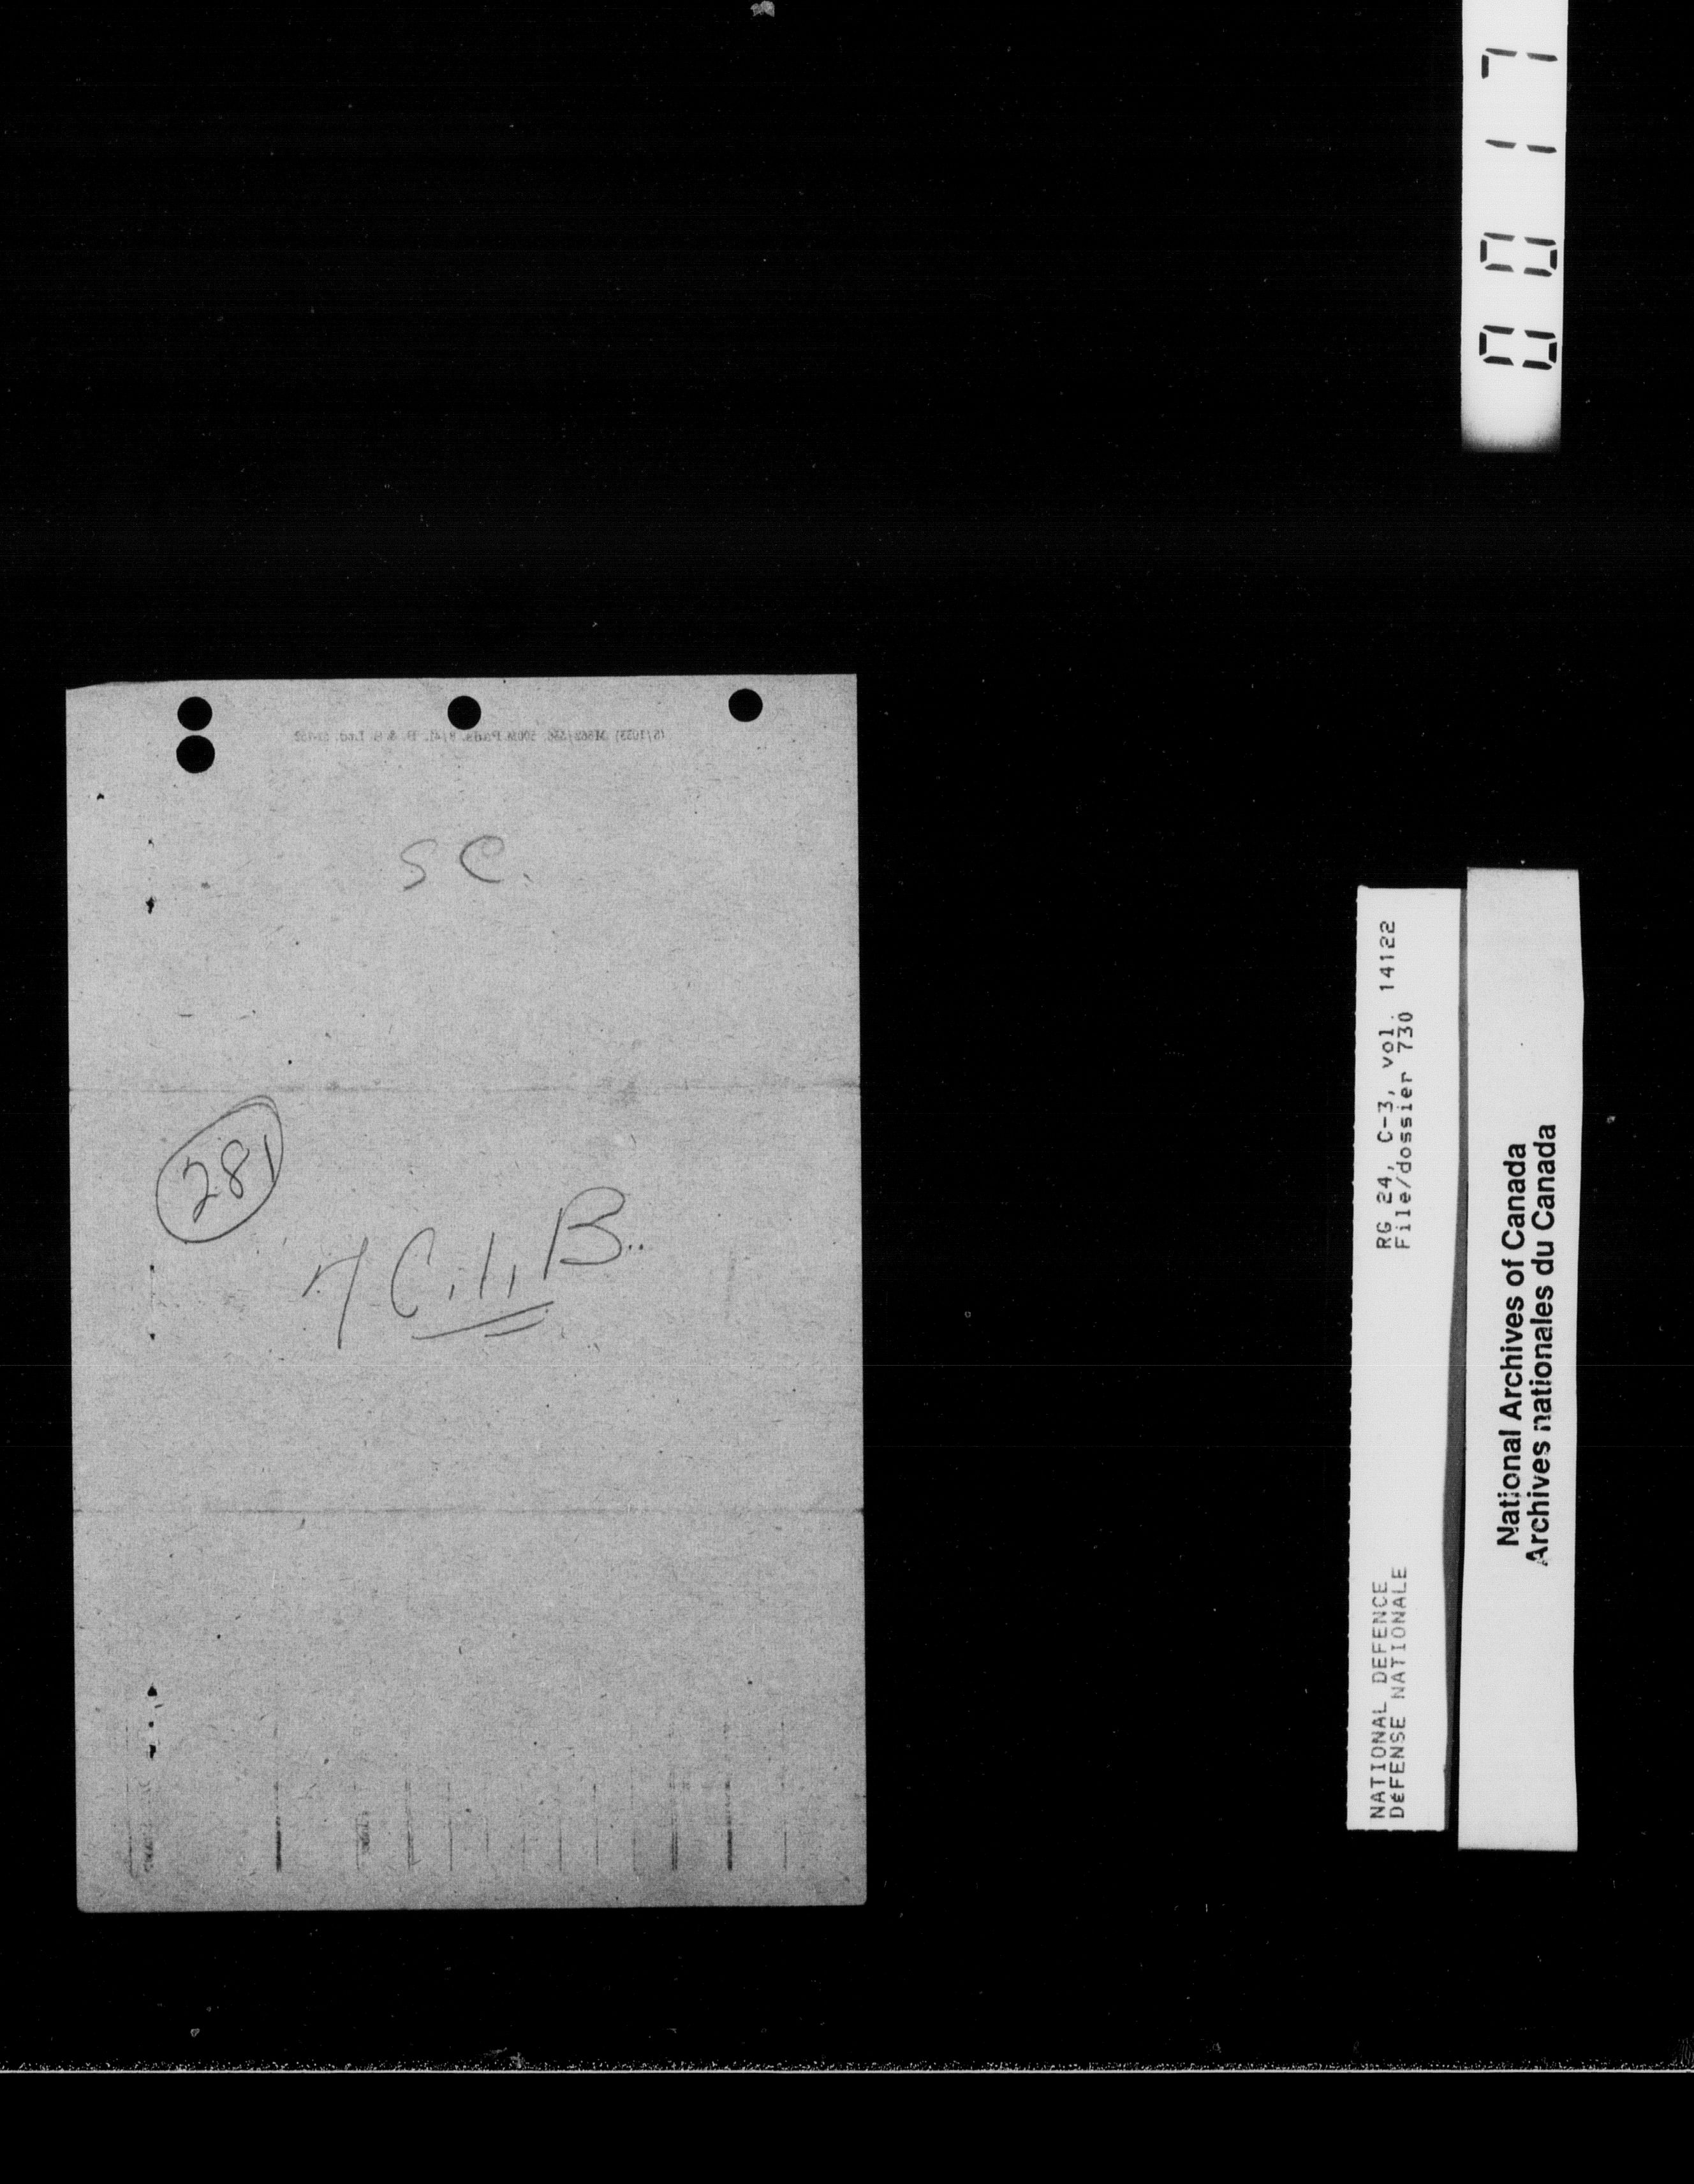 0017
SC.
281
7 C.I.B.
RG 24, C-3, vol. 14122
File/dossier 730
NATIONAL DEFENCE
DéFENSE NATIONALE
National Archives of Canada
Archives nationales du Canada